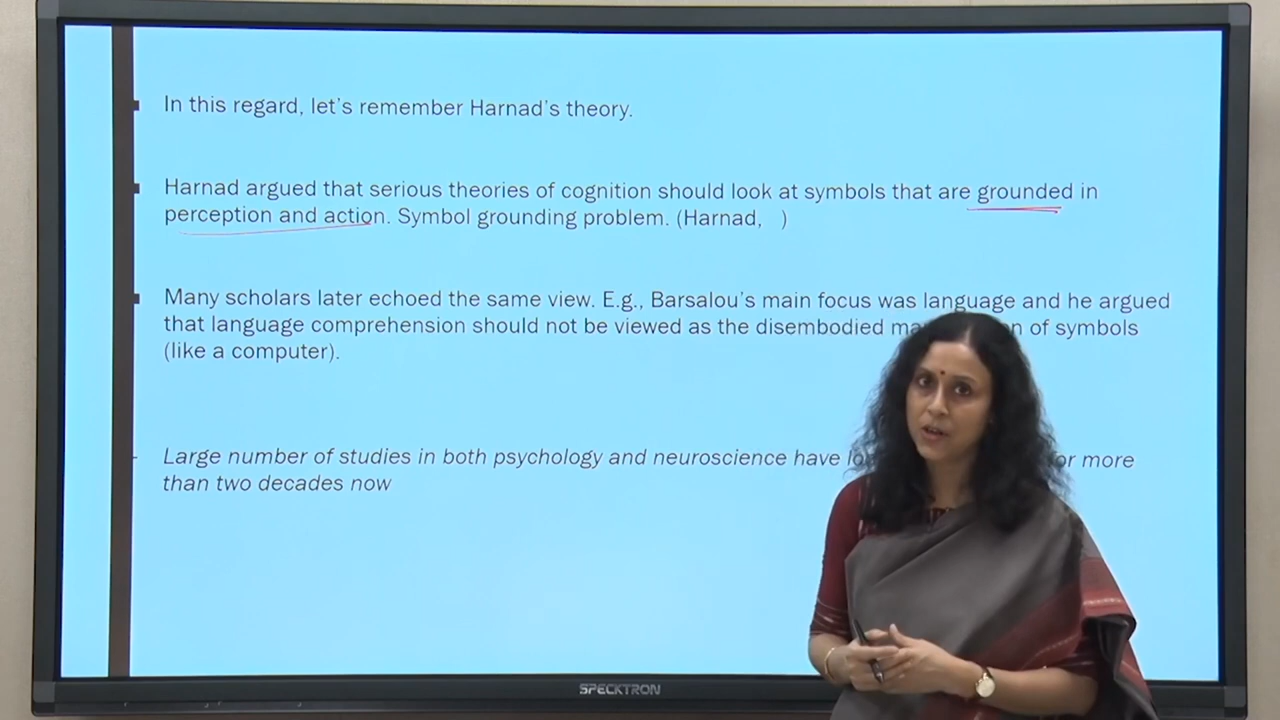 In this regard, let's remember Harnad's theory.
Harnad argued that serious theories of cognition should look at symbols that are grounded in
perception and action. Symbol grounding problem. (Harnad,   )
Many scholars later echoed the same view. E.g., Barsalou's main focus was language and he argued
that language comprehension should not be viewed as the disembodied of symbols
(like a computer).
Large number of studies in both psychology and neuroscience have for more
than two decades now
SPECKTRON